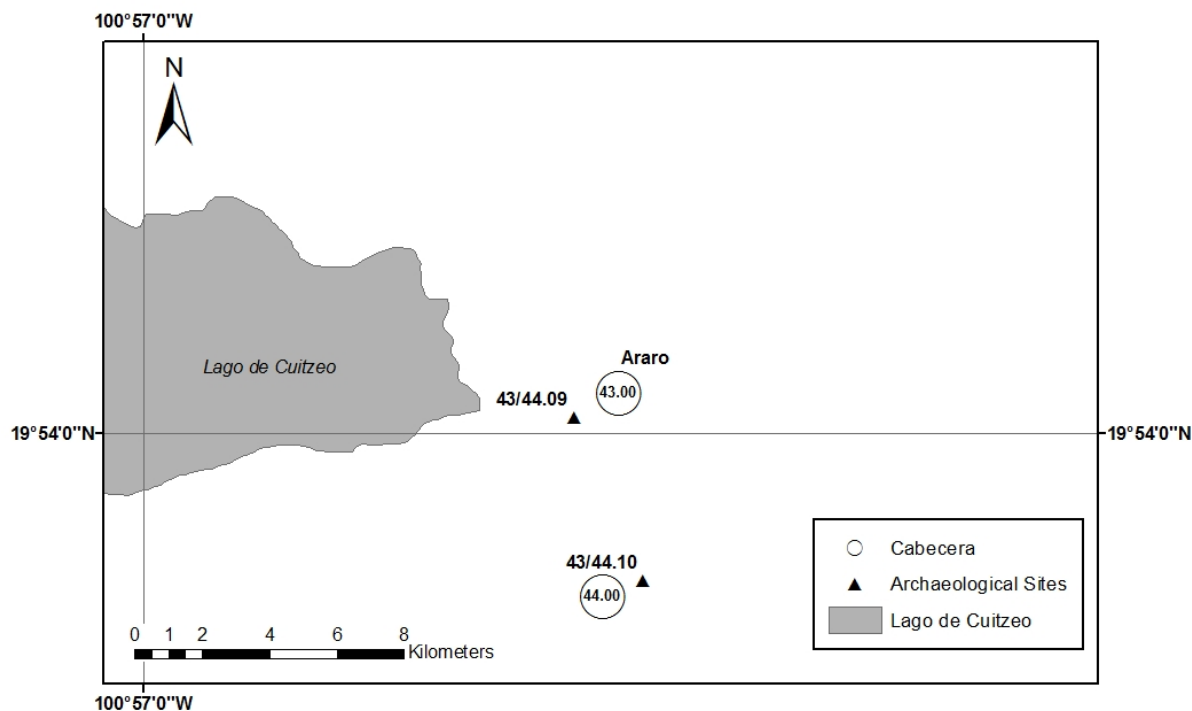 100°57'0"W
N
Araro
43.00
43/44.09
Lago de Cuitzeo
19°54'0"N
19°54'0"N
43/44.10
44.00
Cabecera
Archaeological Sites
Lago de Cuitzeo
0 1 2 4 6 8
Kilometers
100°57'0"W